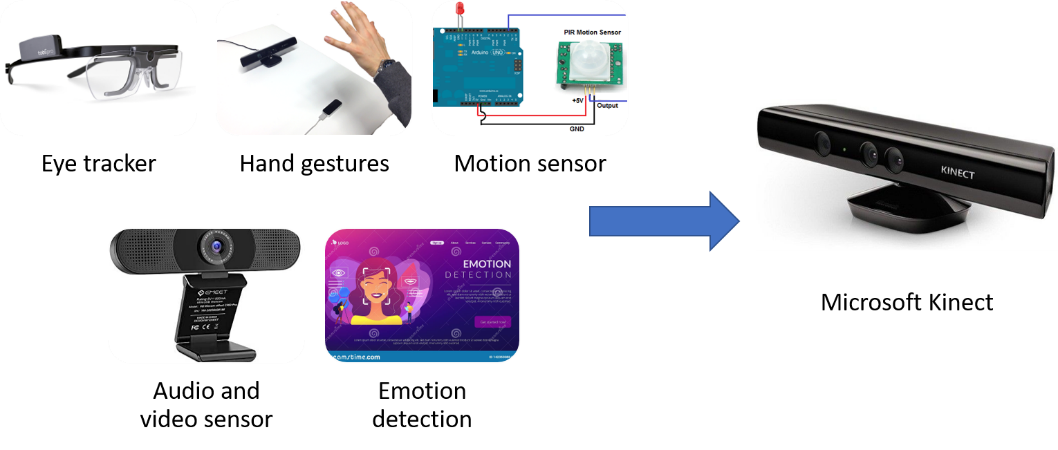 PIR Motion Sensor
Arduino
UNO
+5V
Output
GND
Eye tracker
Hand gestures
Motion sensor
KINECT
Microsoft Kinect
EMEET
EMOTION
DETECTION
Audio and
video sensor
Emotion
detection